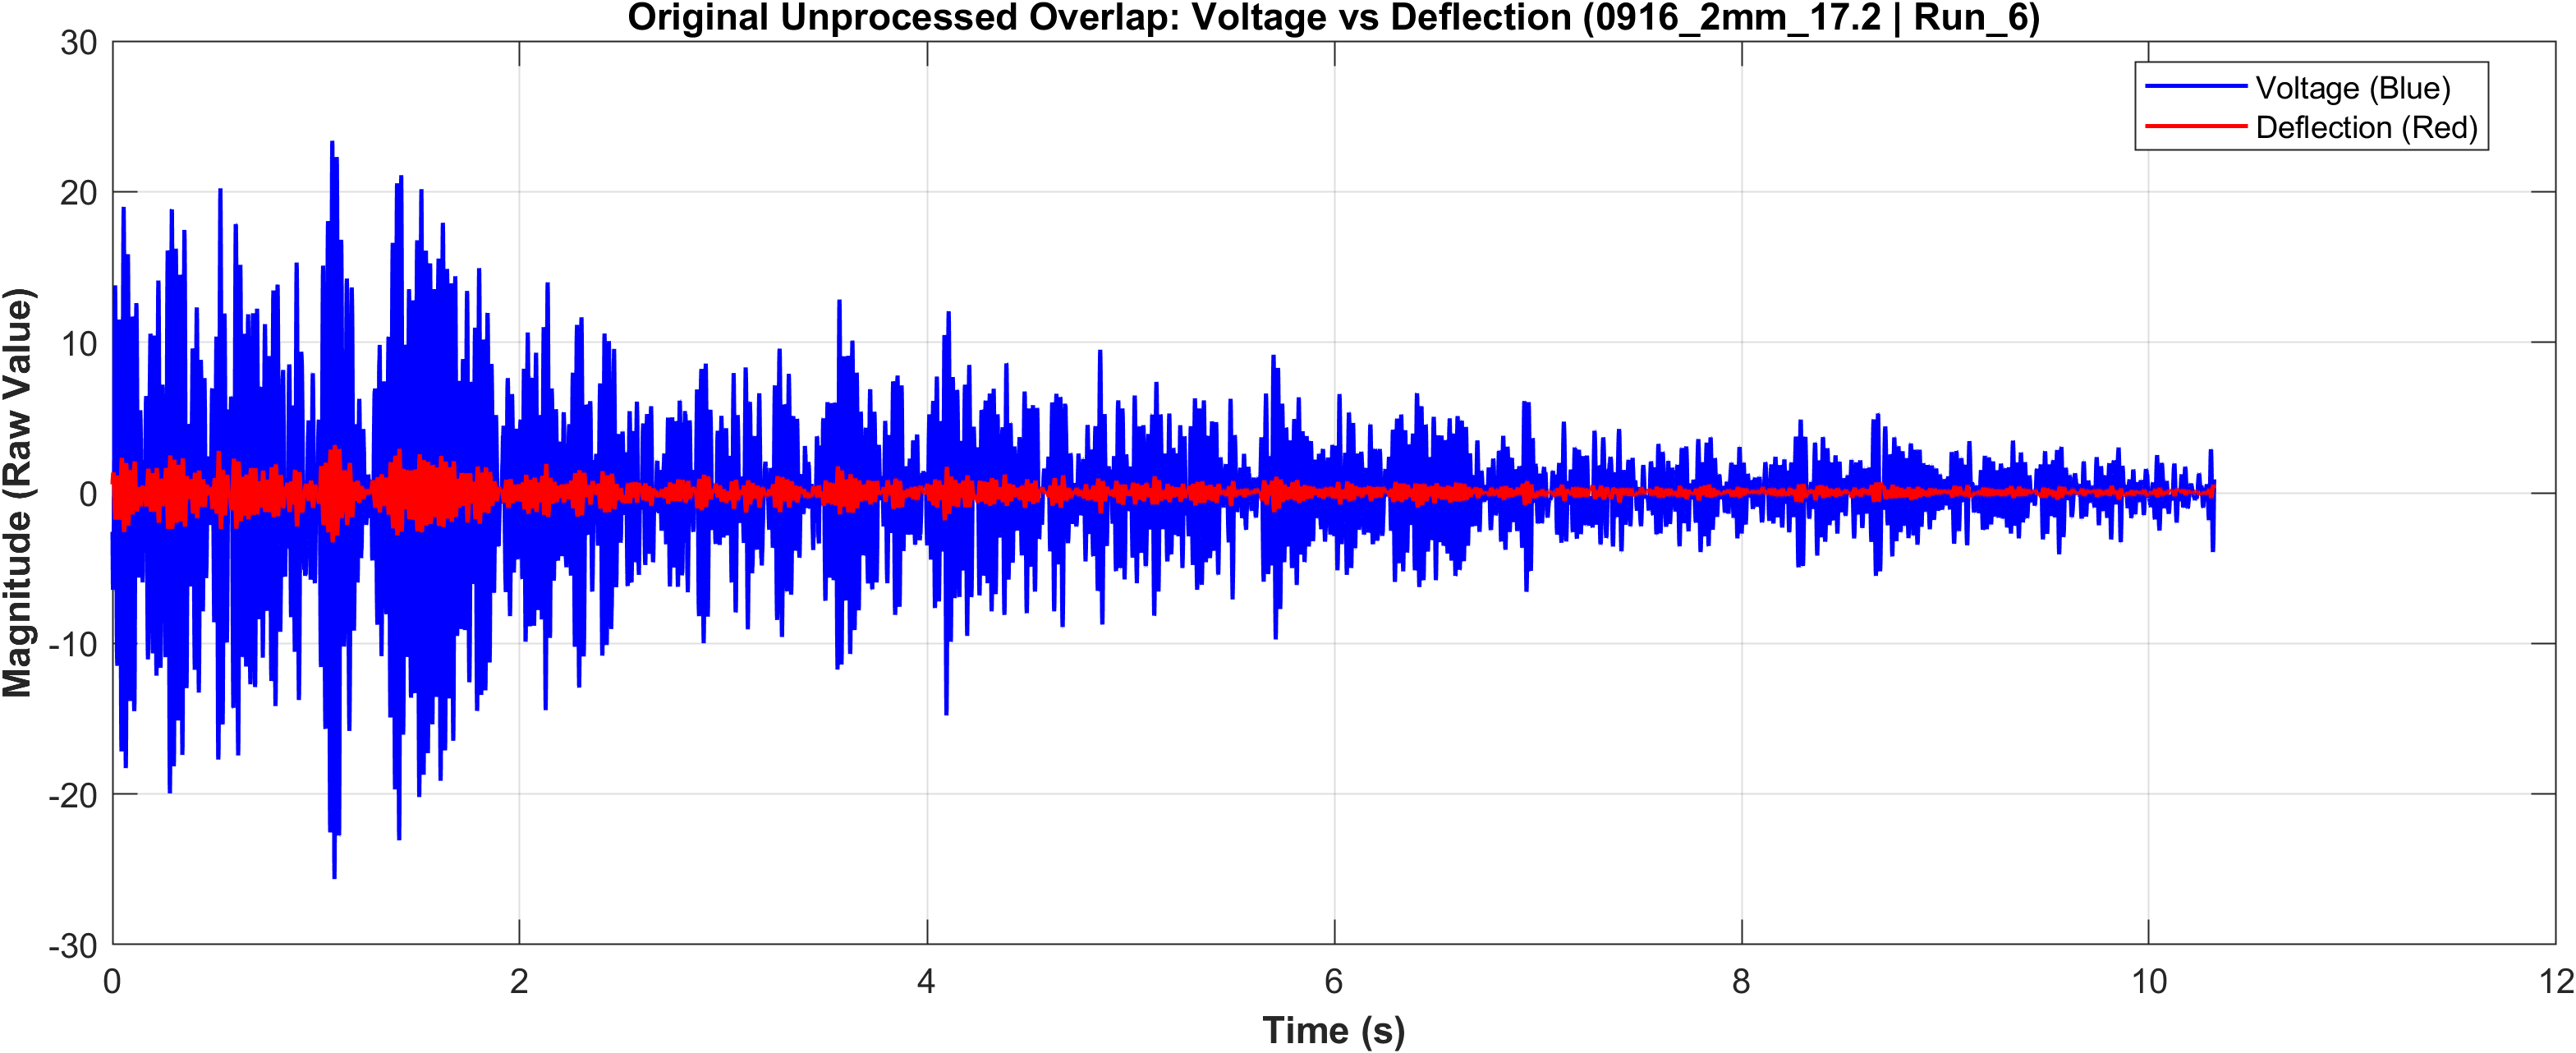 Original Unprocessed Overlap: Voltage vs Deflection (0916_2mm_17.2 | Run_6)
Voltage (Blue)
Deflection (Red)
Magnitude (Raw Value)
30
20
10
0
-10
-20
-30
0 2 4 6 8 10 12
Time (s)